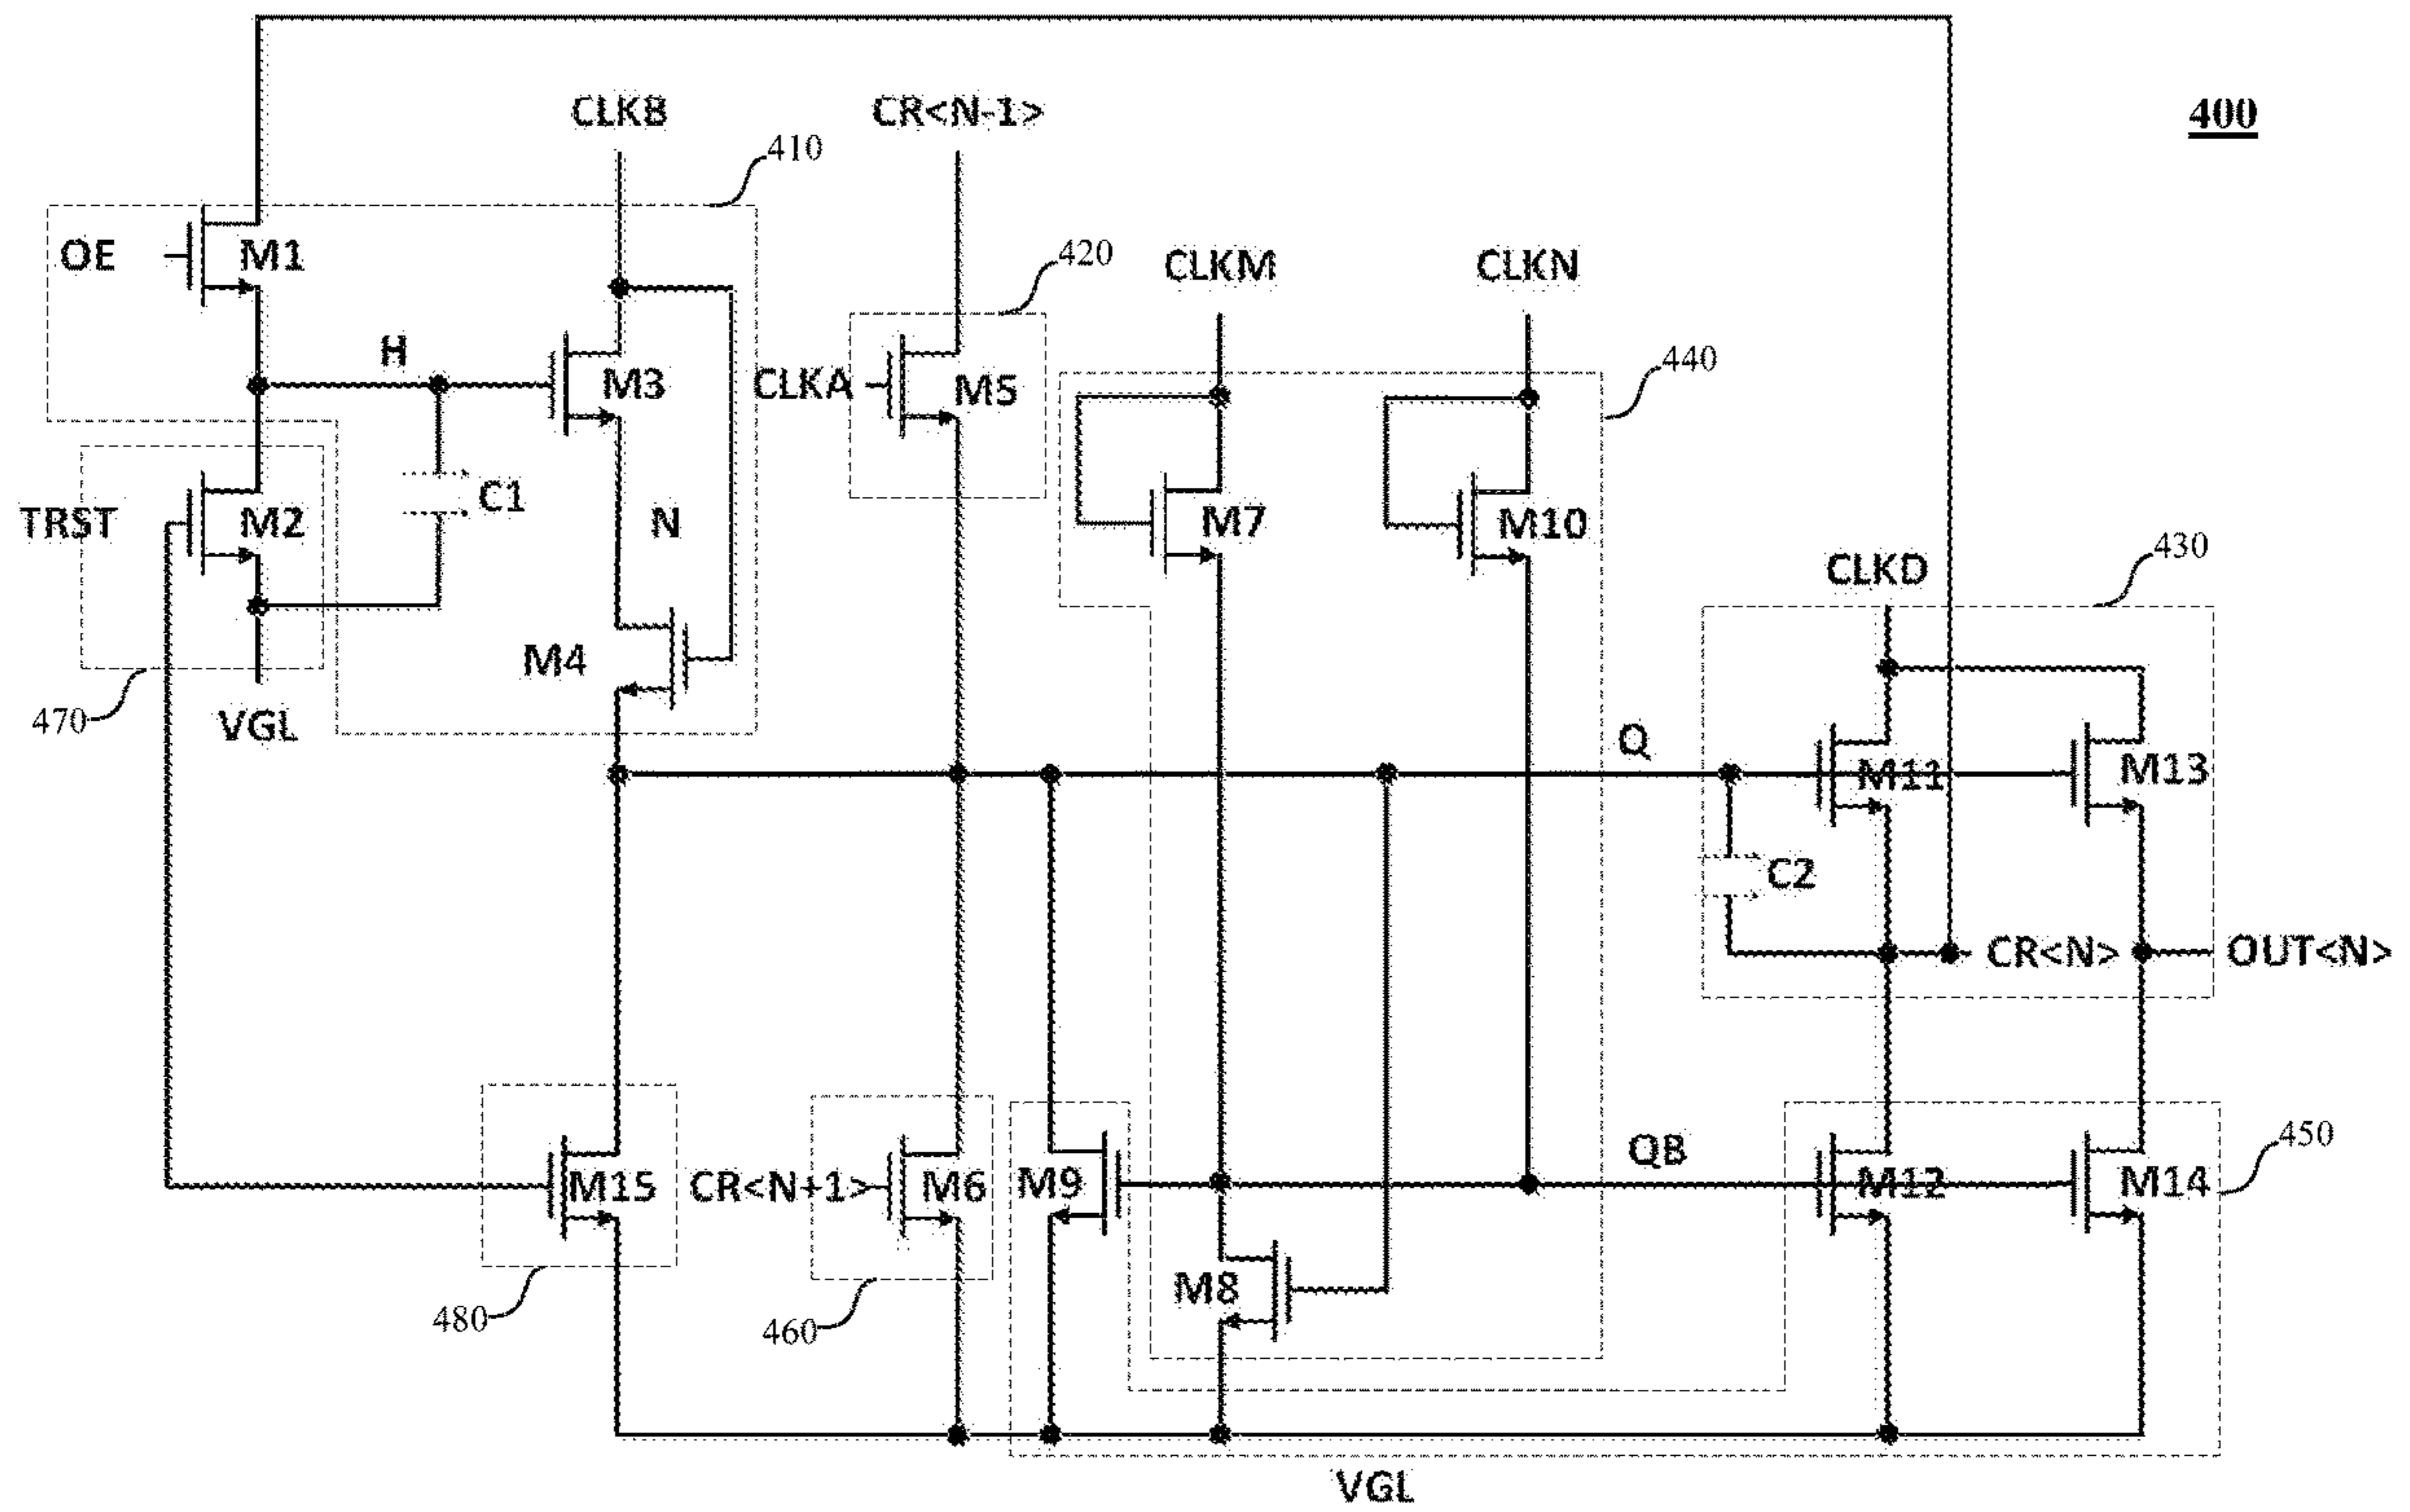 CLKB
CR<N-1>
400
410
OE
M1
420
CLKM
CLKN
H
M3
CLKA
M5
440
C1
N
TRST
M2
M7
M10
430
CLKD
M4
470
VGL
Q
M11
M13
C2
CR<N>
OUT<N>
450
QB
M15
CR<N+1>
M6
M9
M12
M14
M8
480
460
VGL